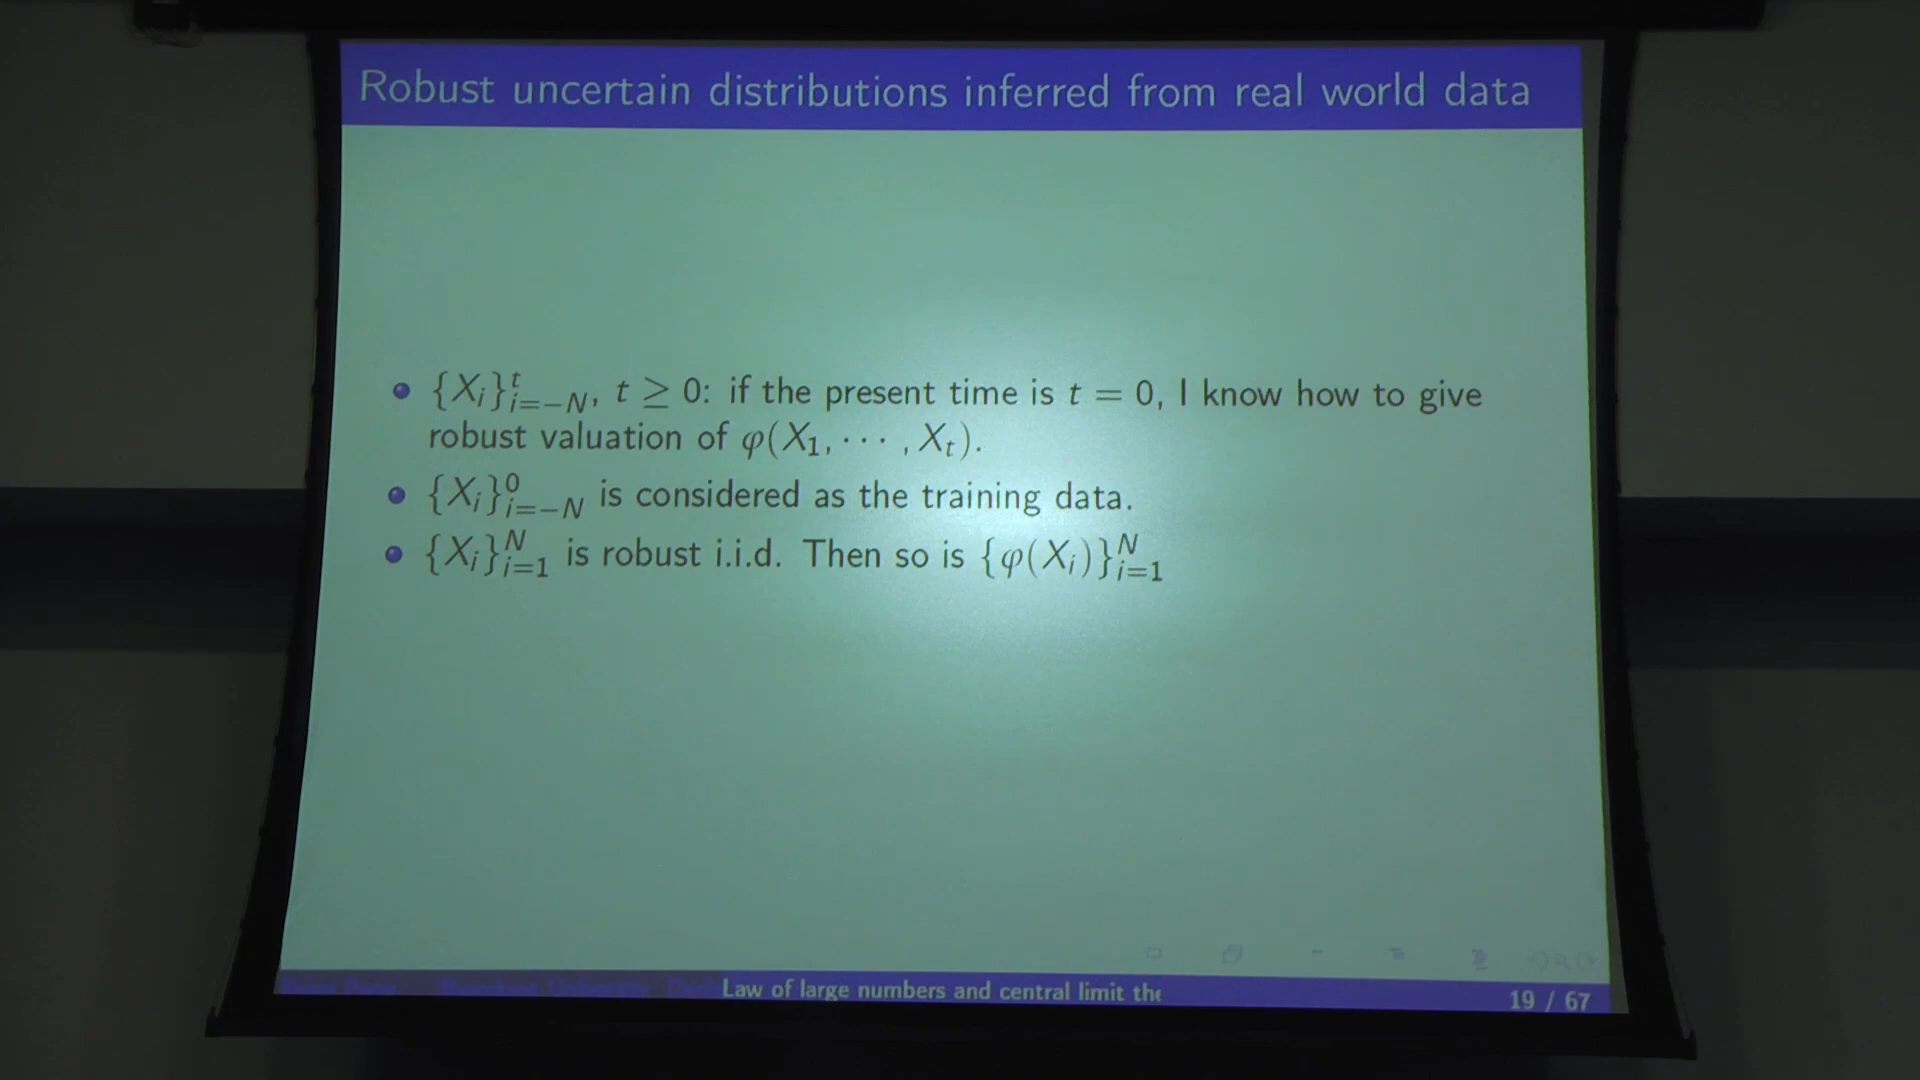 Robust uncertain distributions inferred from real world data
{X_i}^t_{i=-N}, t ≥ 0: if the present time is t = 0, I know how to give
robust valuation of φ(X_1, ⋯ , X_t).
{X_i}^0_{i=-N} is considered as the training data.
{X_i}^N_{i=1} is robust i.i.d. Then so is {φ(X_i)}^N_{i=1}
Law of large numbers and central limit the
19 / 67